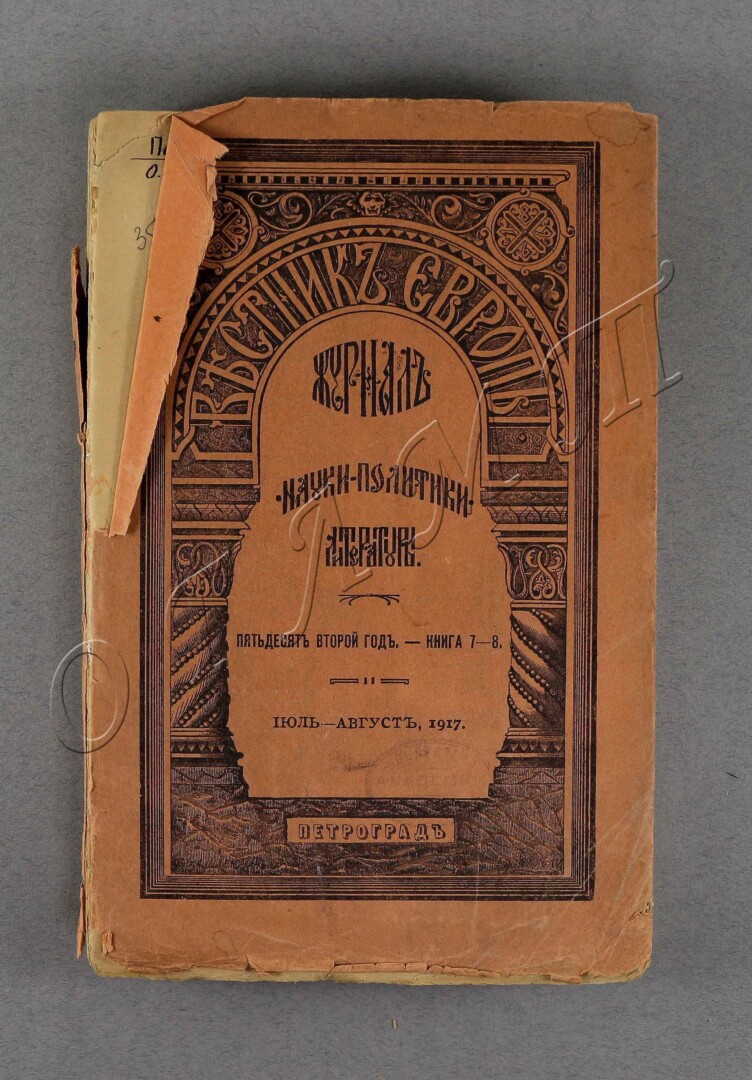 ВѢСТНИКЪ ЕВРОПЫ
ЖУРНАЛЪ
·НАУКИ·ПОЛИТИКИ·
ЛИТЕРАТУРЫ.
ПЯТЬДЕСЯТЪ ВТОРОЙ ГОДЪ. — КНИГА 7—8.
ІЮЛЬ—АВГУСТЪ, 1917.
ПЕТРОГРАДЪ